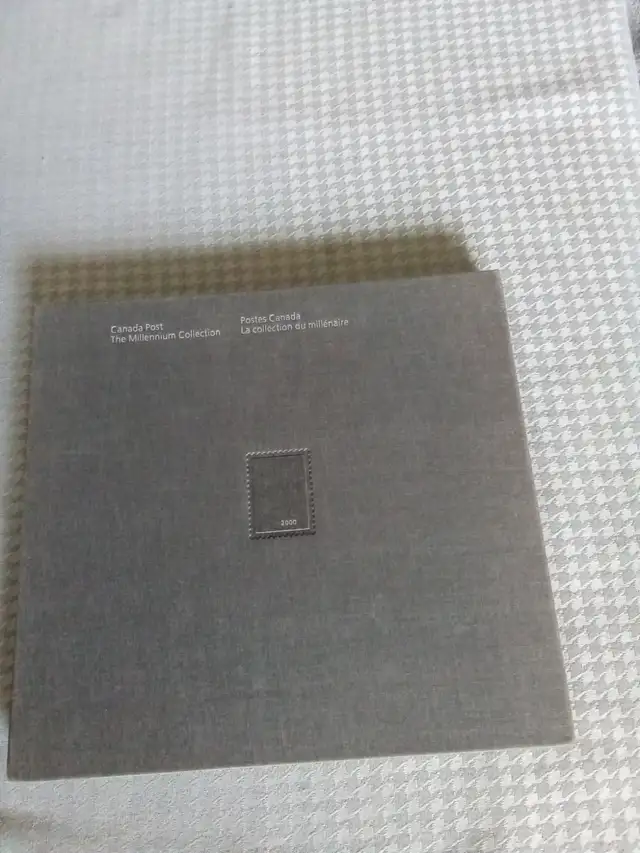 Canada Post
The Millennium Collection
Postes Canada
La collection du millénaire
2000